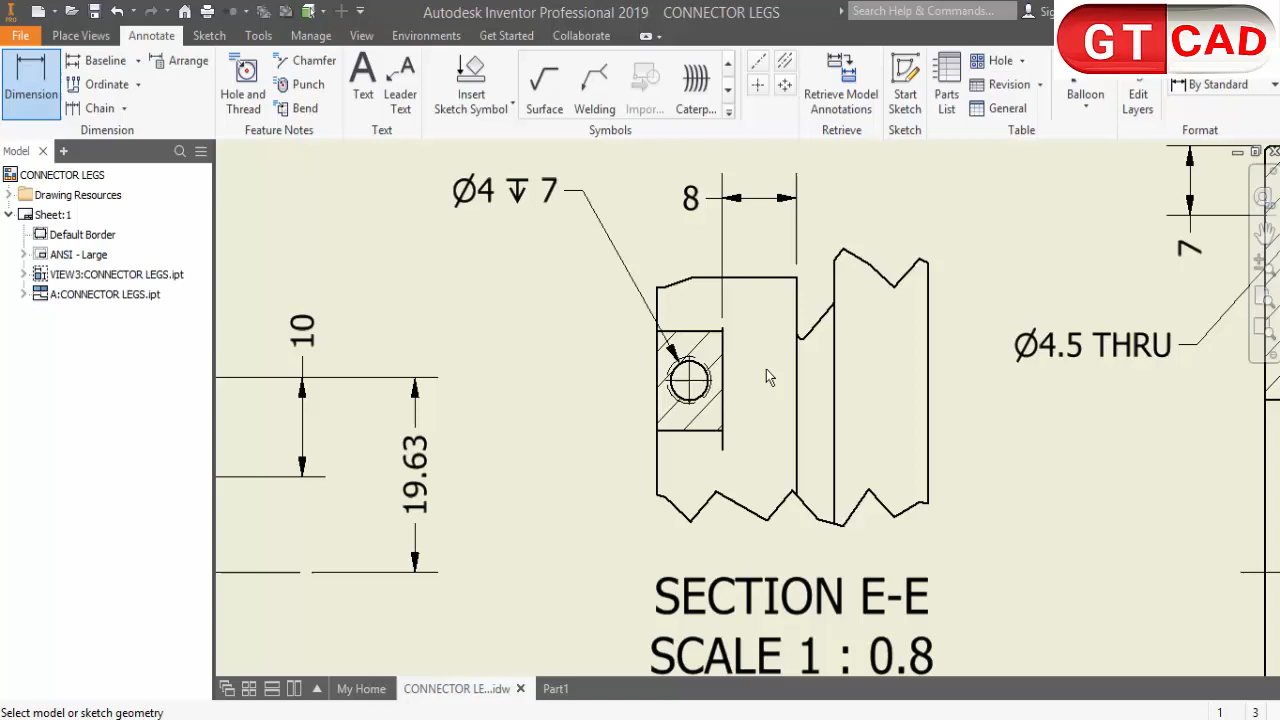 Autodesk Inventor Professional 2019 CONNECTOR LEGS
Search Help & Commands...
PRO
GT CAD
File Place Views Annotate Sketch Tools Manage View Environments Get Started Collaborate
Dimension
Baseline
Ordinate
Chain
Arrange
Dimension
Hole and Thread
Chamfer
Punch
Bend
Feature Notes
Text
Leader Text
Text
Insert Sketch Symbol
Surface
Welding
Impor...
Caterp...
Symbols
Retrieve Model Annotations
Retrieve
Start Sketch
Sketch
Parts List
Hole
Revision
General
Table
Balloon
Edit Layers
By Standard
Format
Model
CONNECTOR LEGS
Drawing Resources
Sheet:1
Default Border
ANSI - Large
VIEW3:CONNECTOR LEGS.ipt
A:CONNECTOR LEGS.ipt
Ø4 ↧ 7
8
7
10
Ø4.5 THRU
19.63
SECTION E-E
SCALE 1 : 0.8
My Home
CONNECTOR LE...idw
Part1
Select model or sketch geometry
1 3